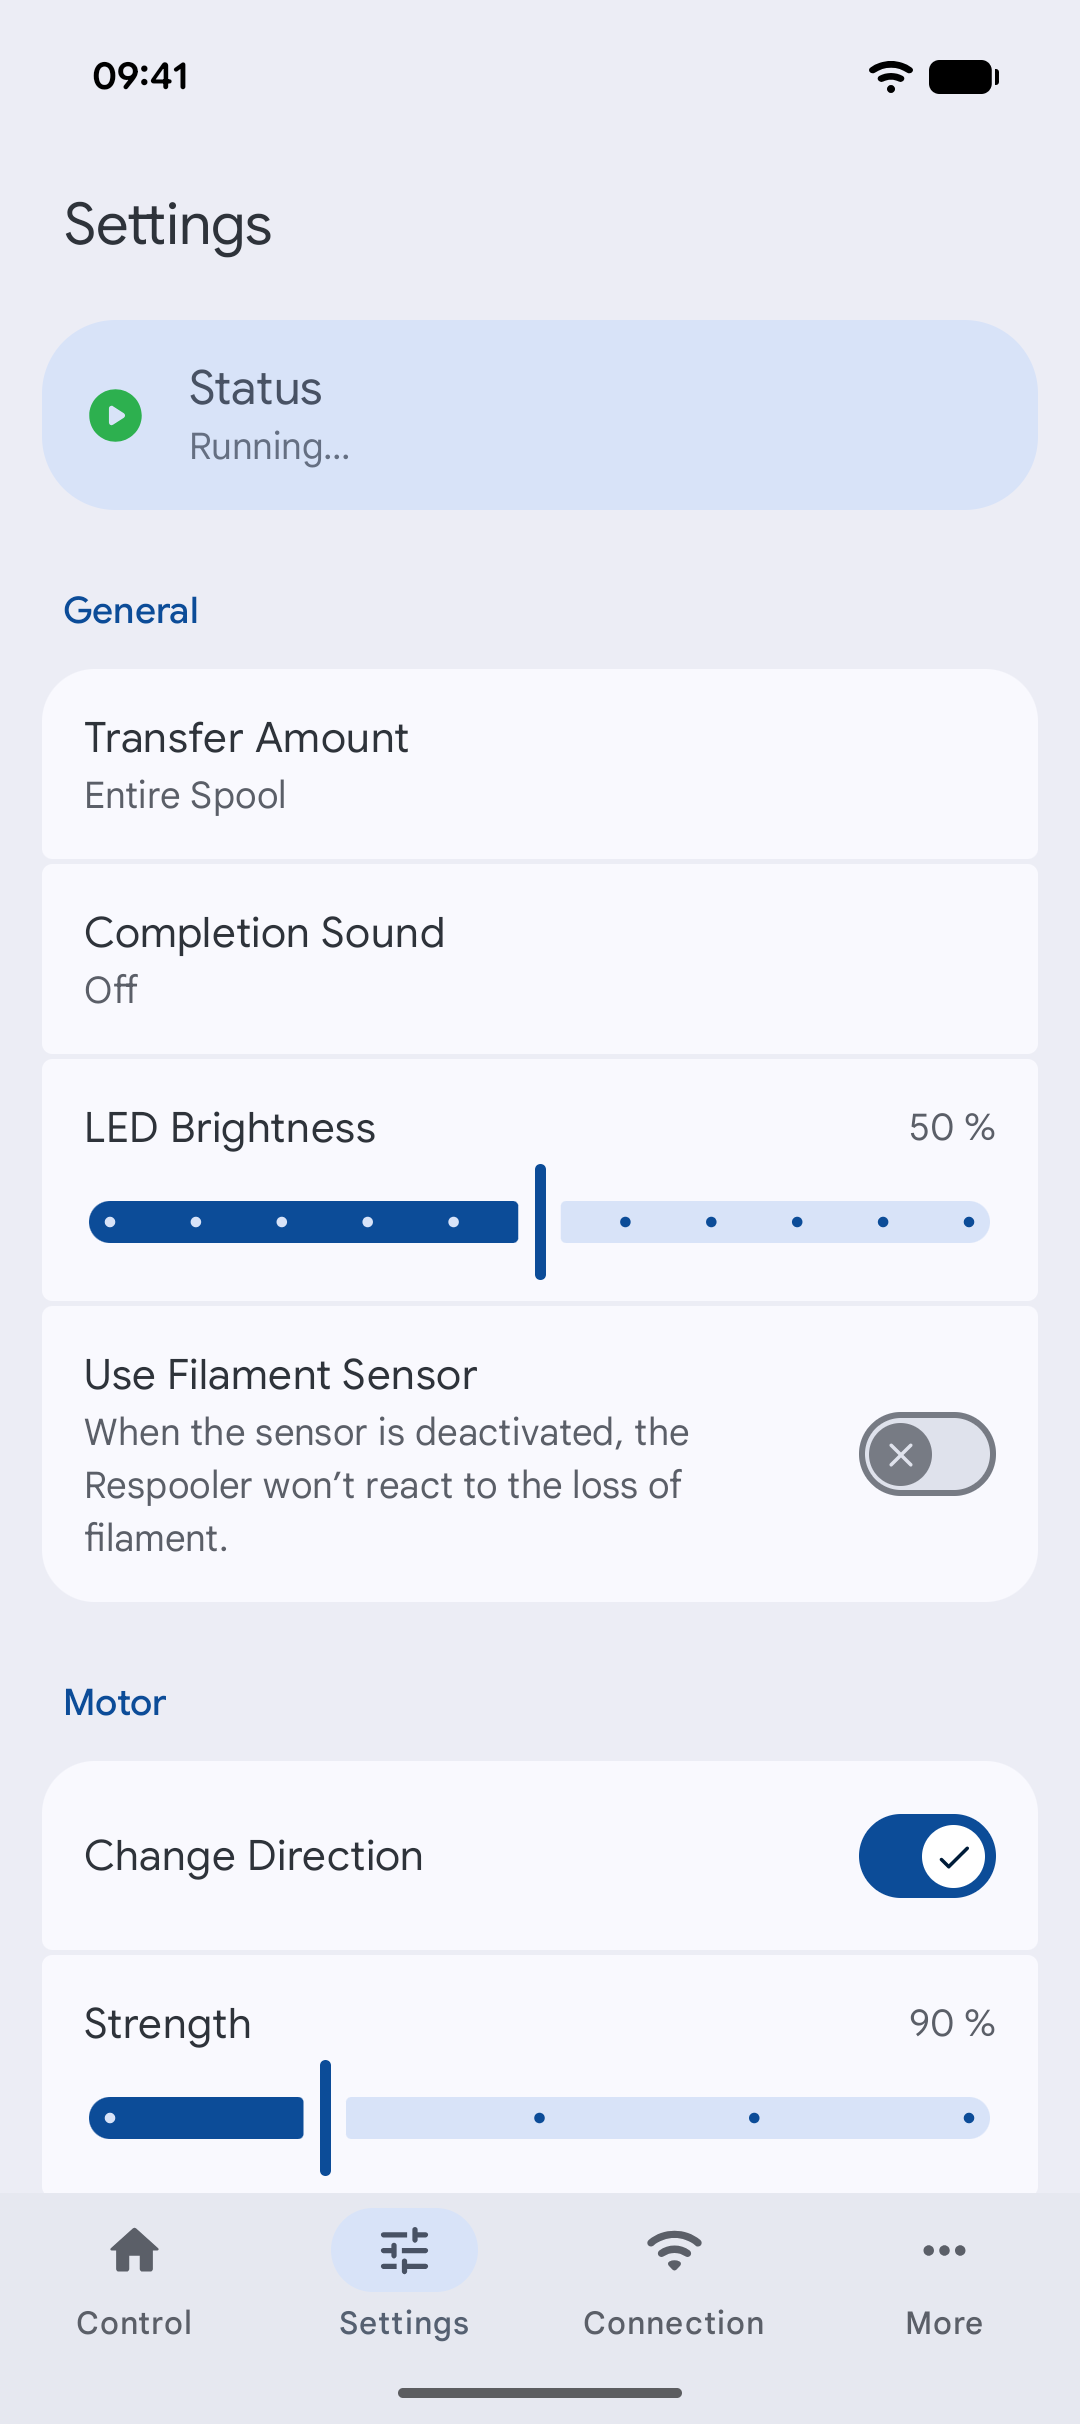 09:41
Settings
Status
Running...
General
Transfer Amount
Entire Spool
Completion Sound
Off
LED Brightness
50 %
Use Filament Sensor
When the sensor is deactivated, the
Respooler won’t react to the loss of
filament.
Motor
Change Direction
Strength
90 %
Control
Settings
Connection
More